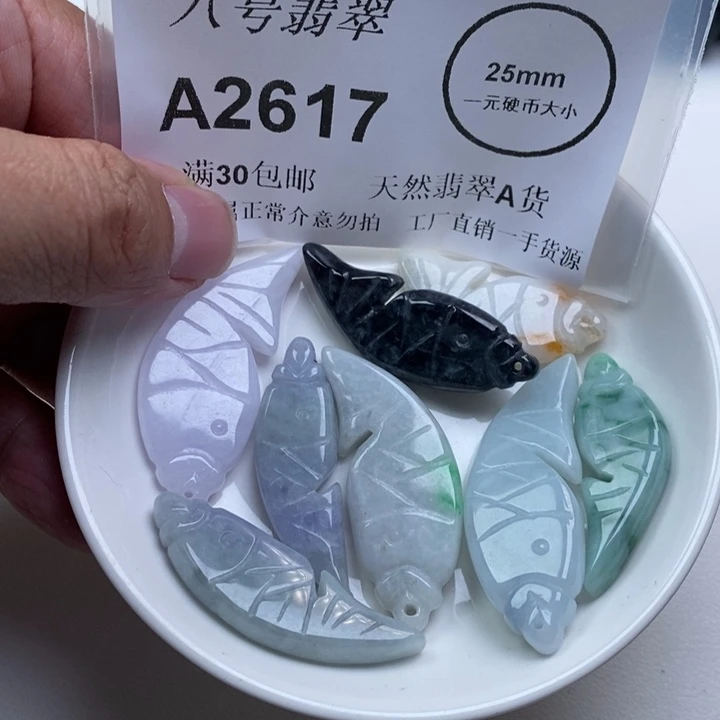 八号翡翠
A2617
25mm
一元硬币大小
满30包邮
天然翡翠A货
正常介意勿拍
工厂直销一手货源